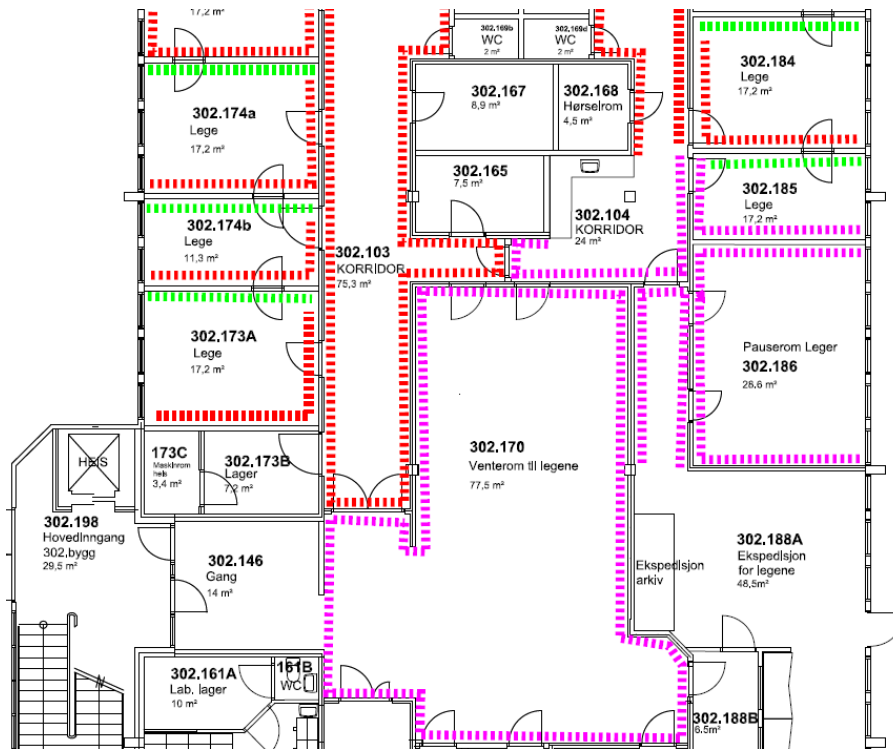 17,2 m²
302.169b
WC
2 m²
302.169d
WC
2 m²
302.184
Lege
17,2 m²
302.174a
Lege
17,2 m²
302.167
8,9 m²
302.168
Hørselrom
4,5 m²
302.165
7,5 m²
302.185
Lege
17,2 m²
302.174b
Lege
11,3 m²
302.103
KORRIDOR
75,3 m²
302.104
KORRIDOR
24 m²
302.173A
Lege
17,2 m²
Pauserom Leger
302.186
28.6 m²
HEIS
173C
Maskinrom
heis
3,4 m²
302.173B
Lager
7,2 m²
302.170
Venterom til legene
77,5 m²
302.198
Hovedinngang
302.bygg
29,5 m²
302.146
Gang
14 m²
Ekspedisjon
arkiv
302.188A
Ekspedisjon
for legene
48,5m²
302.161A
Lab. lager
10 m²
161B
WC
302.188B
6.5m²
N